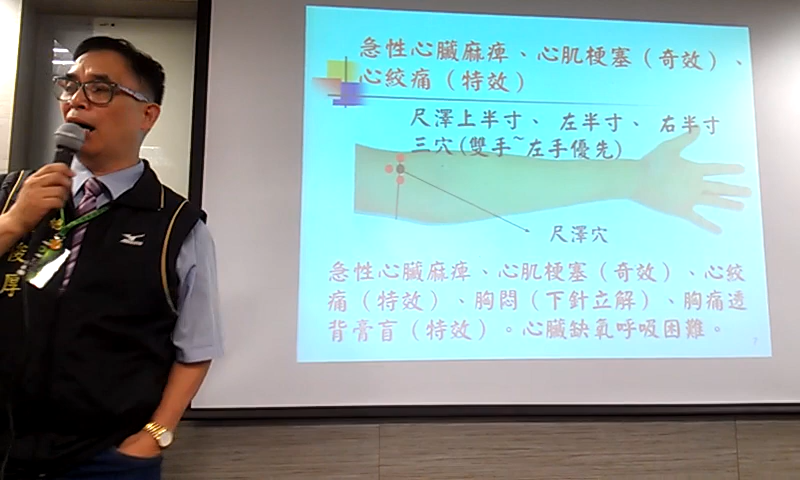 急性心臟麻痺、心肌梗塞（奇效）、
心絞痛（特效）
尺澤上半寸、 左半寸、 右半寸
三穴(雙手~左手優先)
尺澤穴
急性心臟麻痺、心肌梗塞（奇效）、心絞
痛（特效）、胸悶（下針立解）、胸痛透
背膏肓（特效）。心臟缺氧呼吸困難。
7
俊
厚